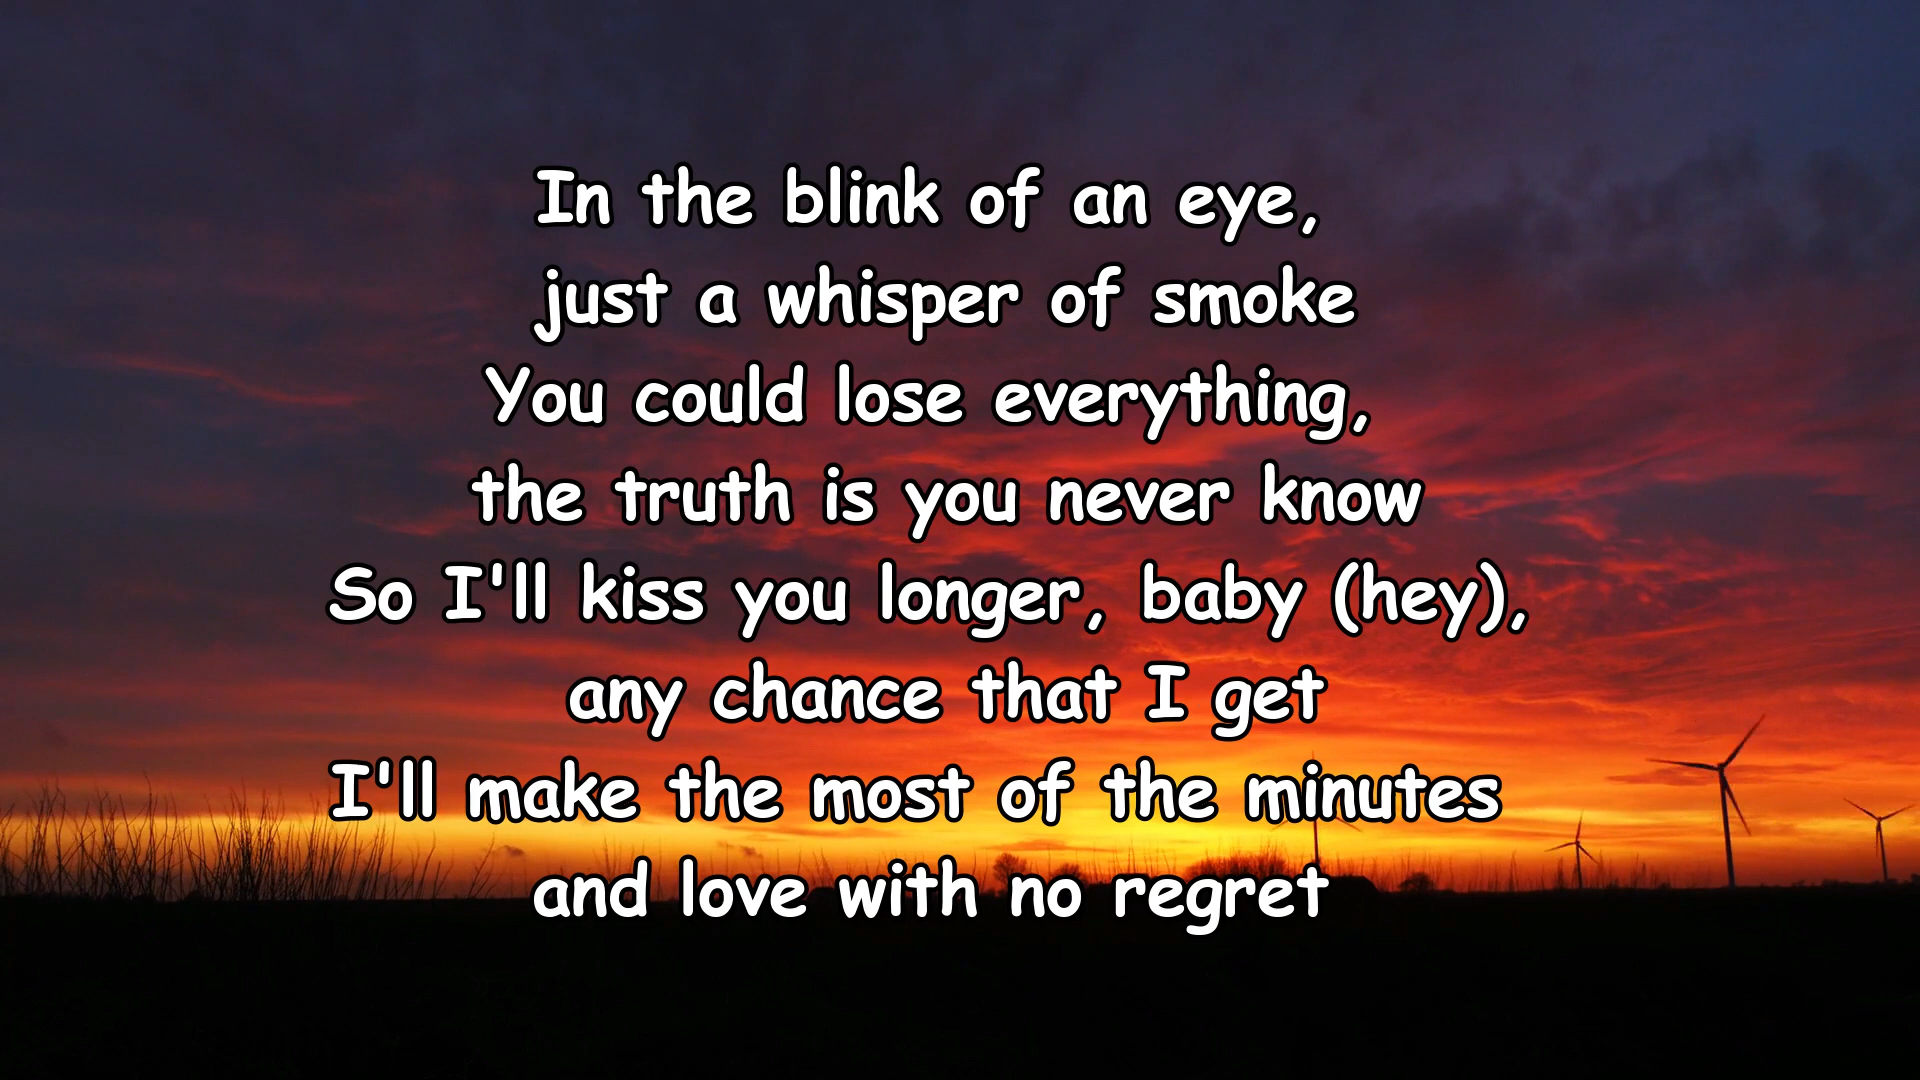 In the blink of an eye,
just a whisper of smoke
You could lose everything,
the truth is you never know
So I'll kiss you longer, baby (hey),
any chance that I get
I'll make the most of the minutes
and love with no regret